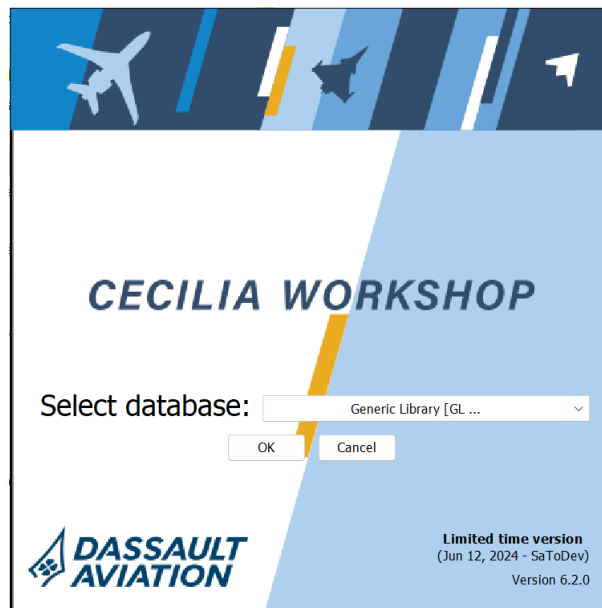 CECILIA WORKSHOP
Select database: Generic Library [GL ...
OK Cancel
DASSAULT
AVIATION
Limited time version
(Jun 12, 2024 - SaToDev)
Version 6.2.0